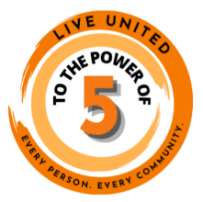 LIVE UNITED
TO THE POWER OF
5
EVERY PERSON. EVERY COMMUNITY.